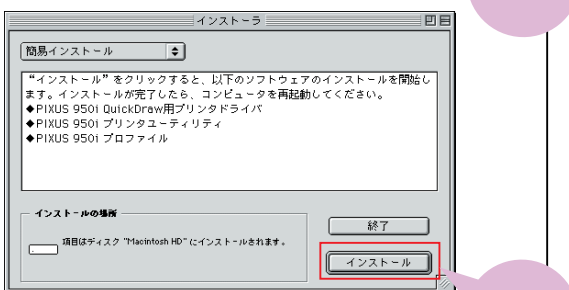 インストーラ
簡易インストール
“インストール”をクリックすると、以下のソフトウェアのインストールを開始し
ます。インストールが完了したら、コンピュータを再起動してください。
◆PIXUS 950i QuickDraw用プリンタドライバ
◆PIXUS 950i プリンタユーティリティ
◆PIXUS 950i プロファイル
インストールの場所
項目はディスク “Macintosh HD” にインストールされます。
終了
インストール